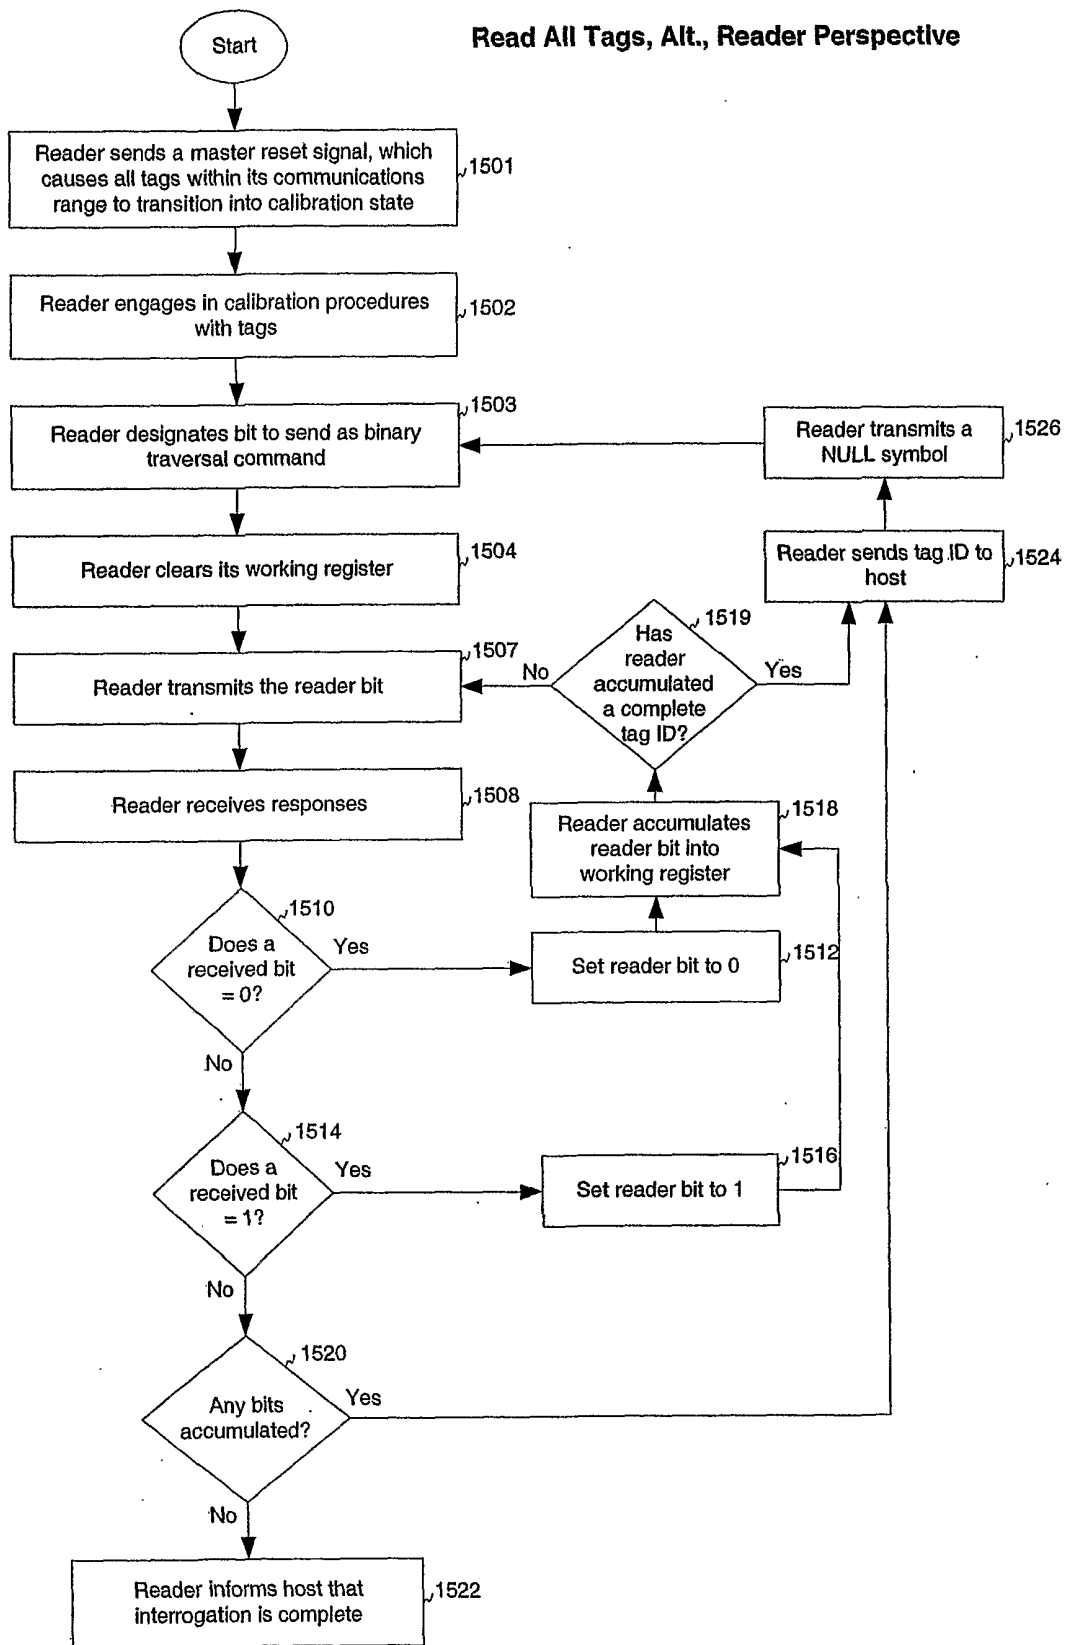 Read All Tags, Alt., Reader Perspective
Start
Reader sends a master reset signal, which
causes all tags within its communications
range to transition into calibration state
1501
Reader engages in calibration procedures
with tags
1502
Reader designates bit to send as binary
traversal command
1503
Reader transmits a
NULL symbol
1526
Reader clears its working register
1504
Reader sends tag ID to
host
1524
Has
reader
accumulated
a complete
tag ID?
1519
No
Yes
Reader transmits the reader bit
1507
Reader receives responses
1508
Reader accumulates
reader bit into
working register
1518
Does a
received bit
= 0?
1510
Yes
No
Set reader bit to 0
1512
Does a
received bit
= 1?
1514
Yes
No
Set reader bit to 1
1516
Any bits
accumulated?
1520
Yes
No
Reader informs host that
interrogation is complete
1522